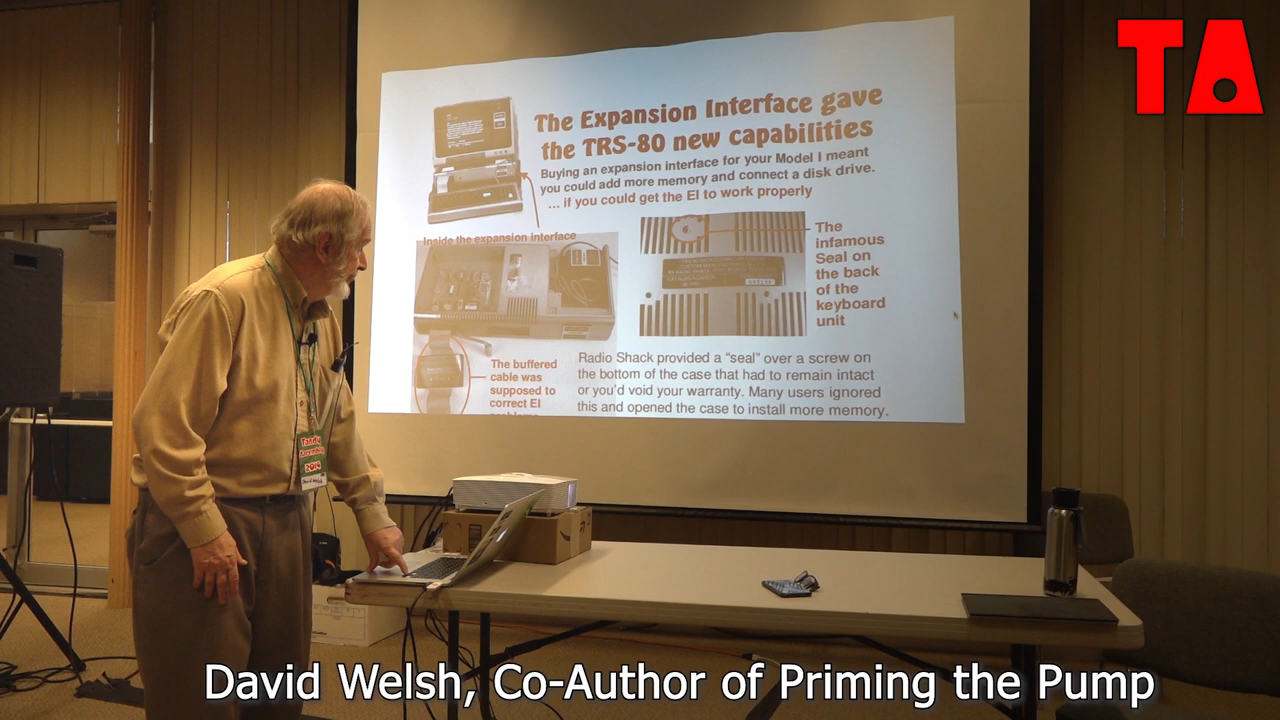 TA
The Expansion Interface gave
the TRS-80 new capabilities
Buying an expansion interface for your Model I meant
you could add more memory and connect a disk drive.
... if you could get the EI to work properly
Inside the expansion interface
The
infamous
Seal on
the back
of the
keyboard
unit
The buffered
cable was
supposed to
correct EI
problems
Radio Shack provided a "seal" over a screw on
the bottom of the case that had to remain intact
or you'd void your warranty. Many users ignored
this and opened the case to install more memory.
Tandy
Assembly
2019
David Welsh, Co-Author of Priming the Pump